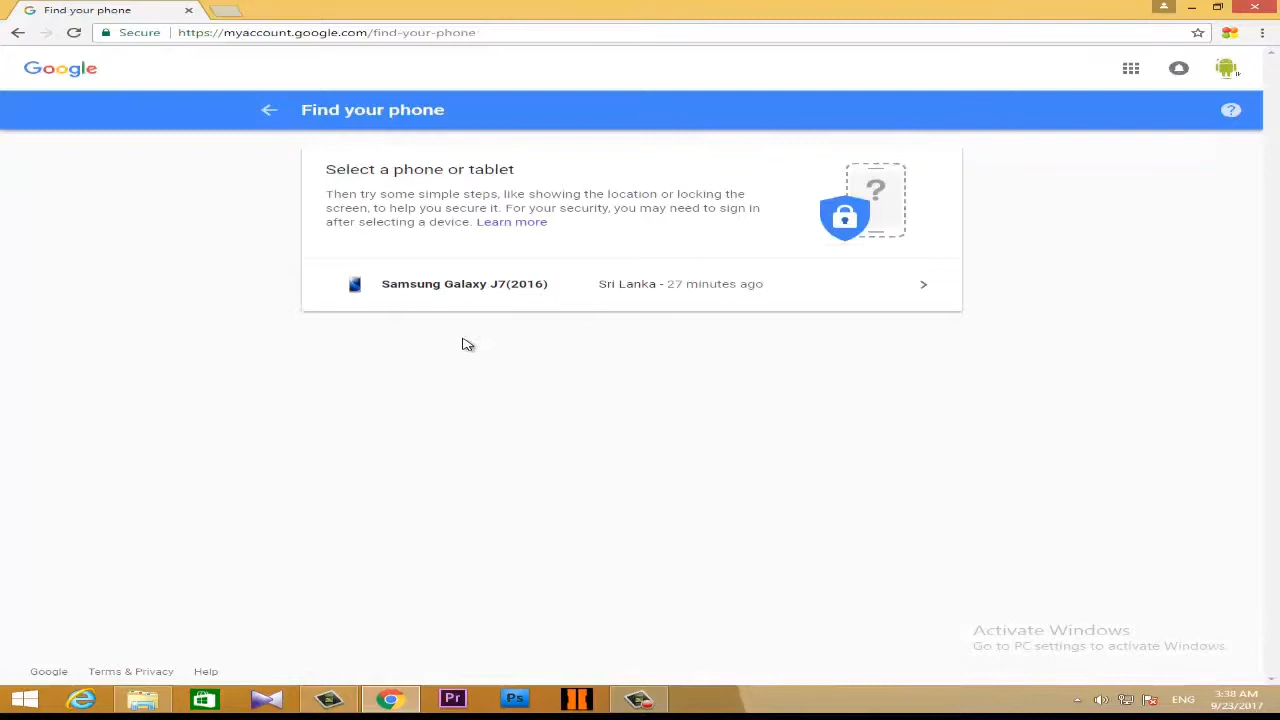 Find your phone
Secure
https://myaccount.google.com/find-your-phone
Google
Find your phone
?
Select a phone or tablet
Then try some simple steps, like showing the location or locking the
screen, to help you secure it. For your security, you may need to sign in
after selecting a device. Learn more
?
Samsung Galaxy J7(2016) Sri Lanka - 27 minutes ago
Activate Windows
Go to PC settings to activate Windows.
Google Terms & Privacy Help
Pr Ps ENG 3:38 AM
9/23/2017